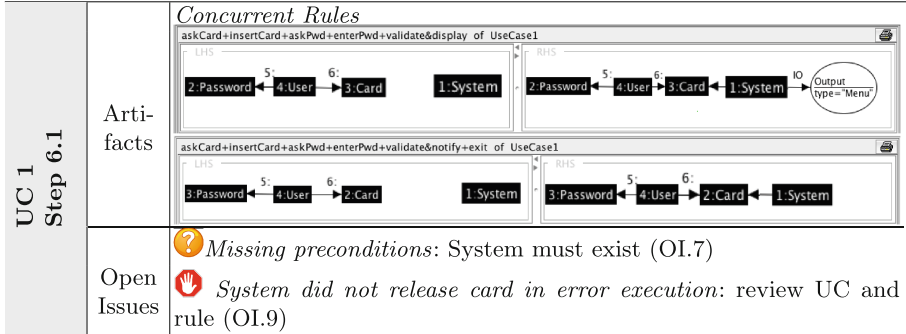 UC 1
Step 6.1
Arti-
facts
Concurrent Rules
askCard+insertCard+askPwd+enterPwd+validate&display of UseCase1
LHS
2:Password
5:
4:User
6:
3:Card
1:System
RHS
2:Password
5:
4:User
6:
3:Card
1:System
IO
Output
type="Menu"
askCard+insertCard+askPwd+enterPwd+validate&notify+exit of UseCase1
LHS
3:Password
5:
4:User
6:
2:Card
1:System
RHS
3:Password
5:
4:User
6:
2:Card
1:System
Open
Issues
? Missing preconditions: System must exist (OI.7)
System did not release card in error execution: review UC and
rule (OI.9)